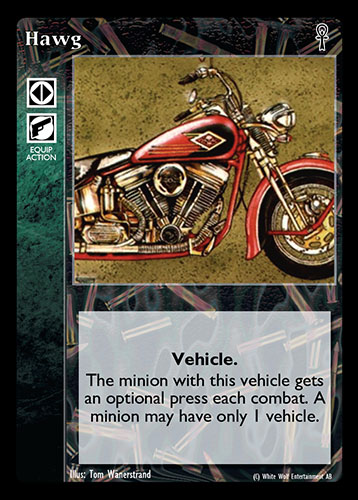 Hawg
EQUIP
ACTION
Vehicle.
The minion with this vehicle gets
an optional press each combat. A
minion may have only 1 vehicle.
Illus: Tom Wänerstrand
(C) White Wolf Entertainment AB